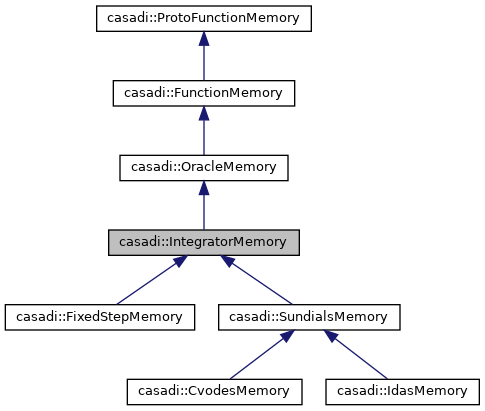 casadi::ProtoFunctionMemory
casadi::FunctionMemory
casadi::OracleMemory
casadi::IntegratorMemory
casadi::FixedStepMemory
casadi::SundialsMemory
casadi::CvodesMemory
casadi::IdasMemory